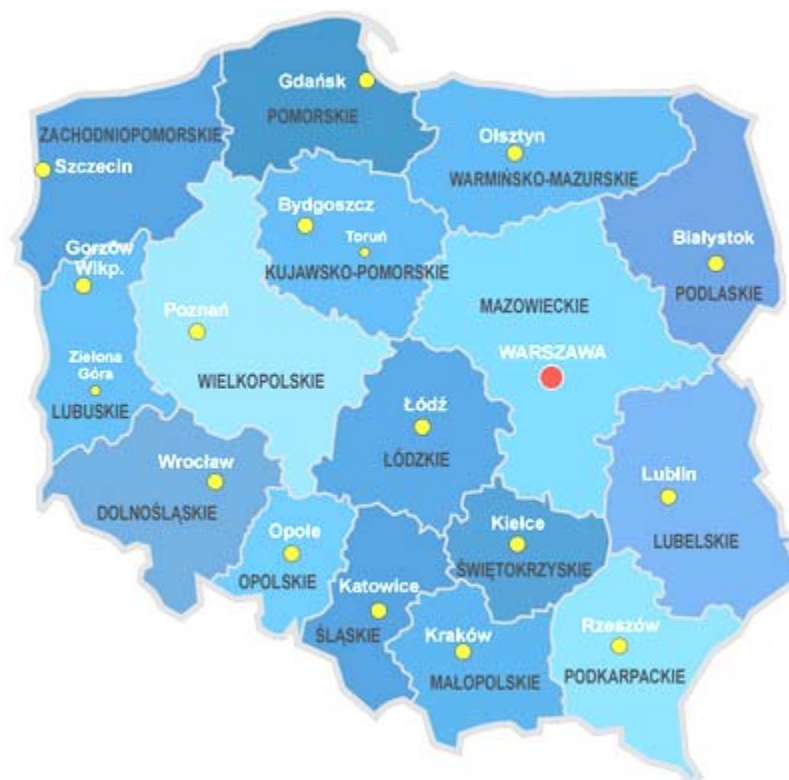 Gdańsk
POMORSKIE
ZACHODNIOPOMORSKIE
Szczecin
Olsztyn
WARMIŃSKO-MAZURSKIE
Bydgoszcz
Toruń
KUJAWSKO-POMORSKIE
Białystok
PODLASKIE
Gorzów
Wlkp.
Zielona
Góra
LUBUSKIE
Poznań
WIELKOPOLSKIE
MAZOWIECKIE
WARSZAWA
Łódź
ŁÓDZKIE
Wrocław
DOLNOŚLĄSKIE
Lublin
LUBELSKIE
Opole
OPOLSKIE
Kielce
ŚWIĘTOKRZYSKIE
Katowice
ŚLĄSKIE
Kraków
MALOPOLSKIE
Rzeszów
PODKARPACKIE